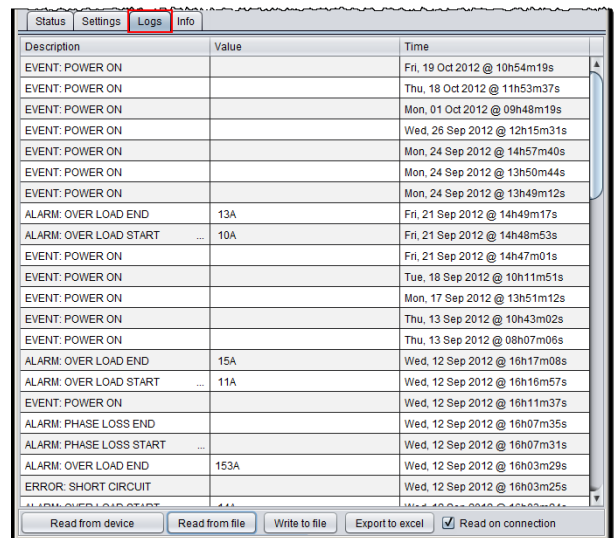 Status Settings Logs Info
Description Value Time
EVENT: POWER ON Fri, 19 Oct 2012 @ 10h54m19s
EVENT: POWER ON Thu, 18 Oct 2012 @ 11h53m37s
EVENT: POWER ON Mon, 01 Oct 2012 @ 09h48m19s
EVENT: POWER ON Wed, 26 Sep 2012 @ 12h15m31s
EVENT: POWER ON Mon, 24 Sep 2012 @ 14h57m40s
EVENT: POWER ON Mon, 24 Sep 2012 @ 13h50m44s
EVENT: POWER ON Mon, 24 Sep 2012 @ 13h49m12s
ALARM: OVER LOAD END 13A Fri, 21 Sep 2012 @ 14h49m17s
ALARM: OVER LOAD START ... 10A Fri, 21 Sep 2012 @ 14h48m53s
EVENT: POWER ON Fri, 21 Sep 2012 @ 14h47m01s
EVENT: POWER ON Tue, 18 Sep 2012 @ 10h11m51s
EVENT: POWER ON Mon, 17 Sep 2012 @ 13h51m12s
EVENT: POWER ON Thu, 13 Sep 2012 @ 10h43m02s
EVENT: POWER ON Thu, 13 Sep 2012 @ 08h07m06s
ALARM: OVER LOAD END 15A Wed, 12 Sep 2012 @ 16h17m08s
ALARM: OVER LOAD START ... 11A Wed, 12 Sep 2012 @ 16h16m57s
EVENT: POWER ON Wed, 12 Sep 2012 @ 16h11m37s
ALARM: PHASE LOSS END Wed, 12 Sep 2012 @ 16h07m35s
ALARM: PHASE LOSS START ... Wed, 12 Sep 2012 @ 16h07m31s
ALARM: OVER LOAD END 153A Wed, 12 Sep 2012 @ 16h03m29s
ERROR: SHORT CIRCUIT Wed, 12 Sep 2012 @ 16h03m25s
Read from device Read from file Write to file Export to excel Read on connection